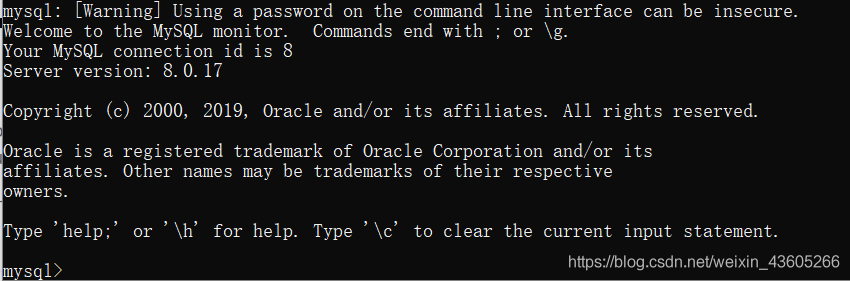 mysql: [Warning] Using a password on the command line interface can be insecure.
Welcome to the MySQL monitor.  Commands end with ; or \g.
Your MySQL connection id is 8
Server version: 8.0.17
Copyright (c) 2000, 2019, Oracle and/or its affiliates. All rights reserved.
Oracle is a registered trademark of Oracle Corporation and/or its
affiliates. Other names may be trademarks of their respective
owners.
Type 'help;' or '\h' for help. Type '\c' to clear the current input statement.
mysql>
https://blog.csdn.net/weixin_43605266